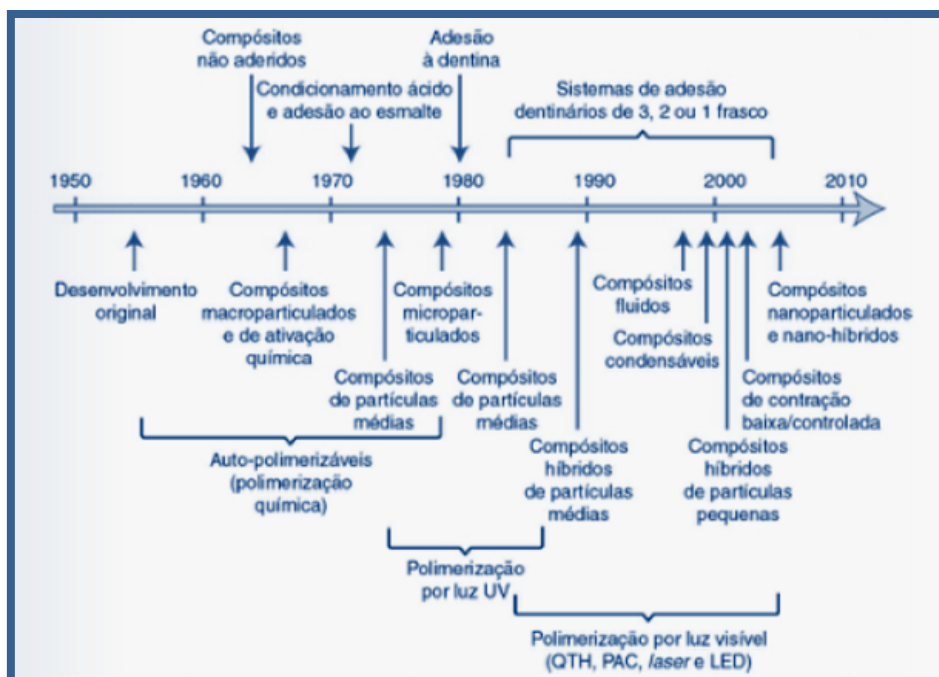 Compósitos
não aderidos
Condicionamento ácido
e adesão ao esmalte
Adesão
à dentina
Sistemas de adesão
dentinários de 3, 2 ou 1 frasco
1950
1960
1970
1980
1990
2000
2010
Desenvolvimento
original
Compósitos
macroparticulados
e de ativação
química
Compósitos
de partículas
médias
Compósitos
micropar-
ticulados
Compósitos
de partículas
médias
Compósitos
híbridos
de partículas
médias
Compósitos
fluidos
Compósitos
condensáveis
Compósitos
híbridos
de partículas
pequenas
Compósitos
de contração
baixa/controlada
Compósitos
nanoparticulados
e nano-híbridos
Auto-polimerizáveis
(polimerização
química)
Polimerização
por luz UV
Polimerização por luz visível
(QTH, PAC, laser e LED)